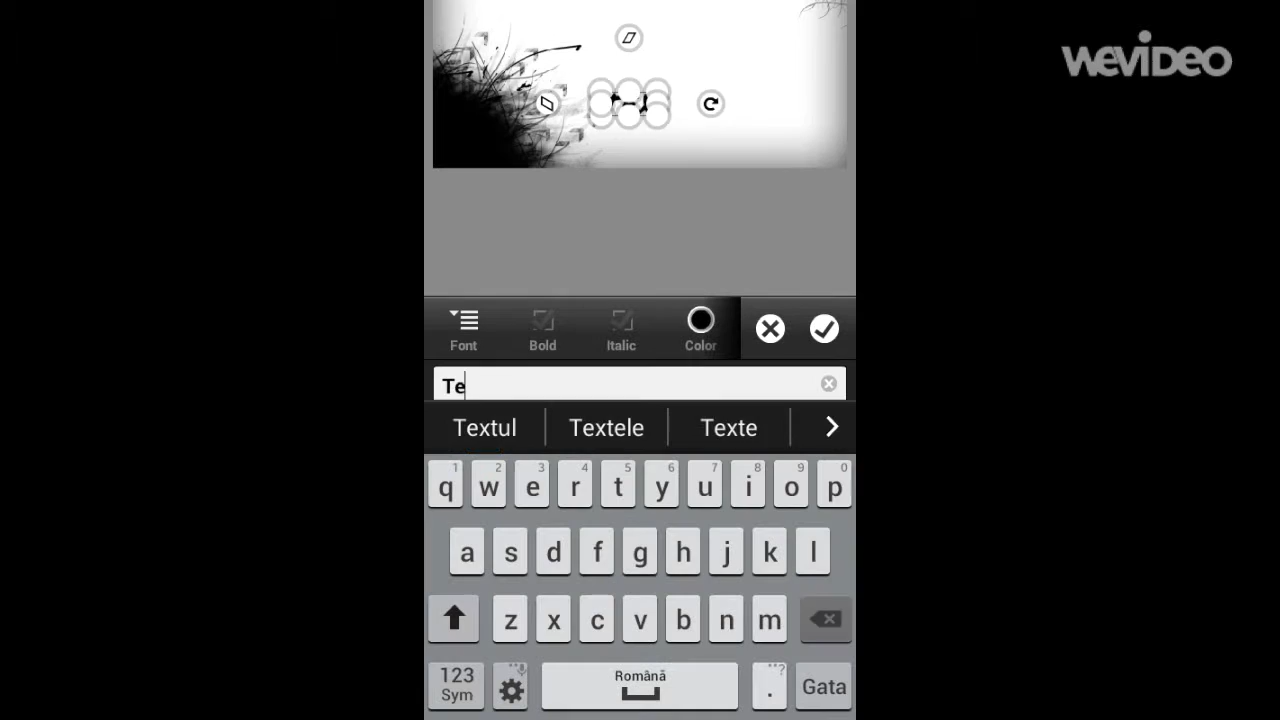 WEVIDEO
Font Bold Italic Color
Te
Textul Textele Texte
1 2 3 4 5 6 7 8 9 0
q w e r t y u i o p
a s d f g h j k l
z x c v b n m
123 Sym Română . Gata